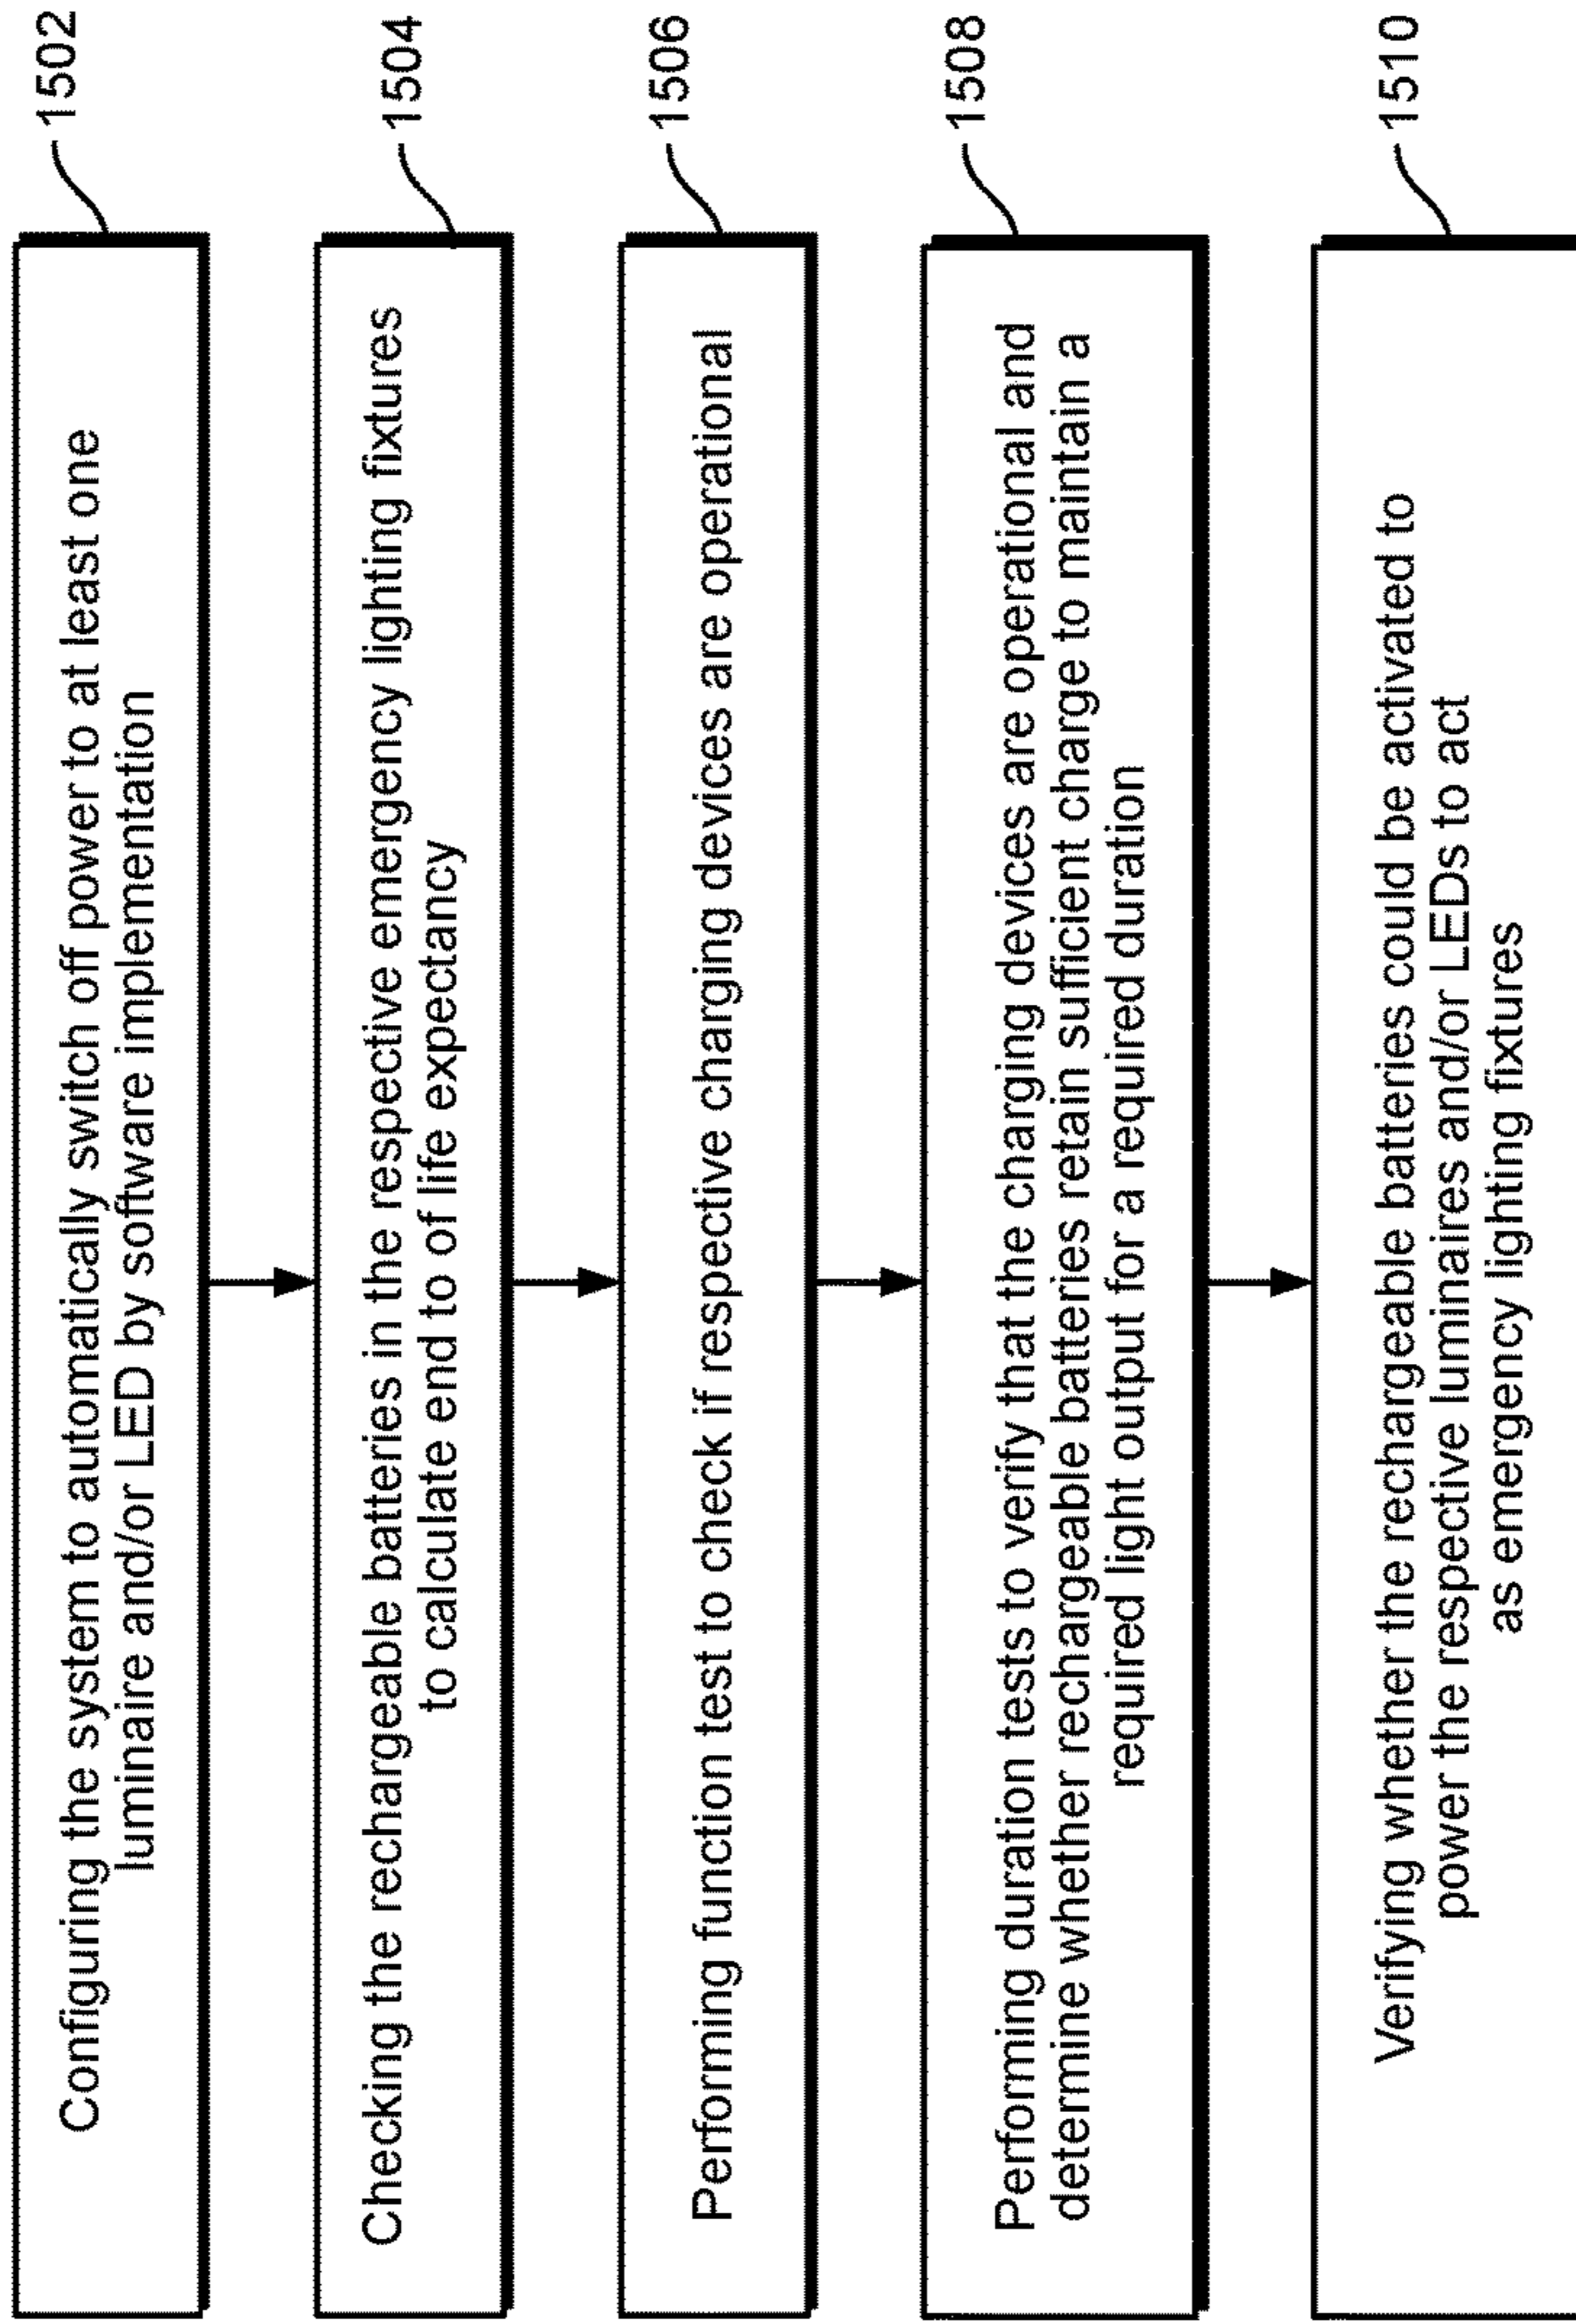 Configuring the system to automatically switch off power to at least one
luminaire and/or LED by software implementation
1502
Checking the rechargeable batteries in the respective emergency lighting fixtures
to calculate end to of life expectancy
1504
Performing function test to check if respective charging devices are operational
1506
Performing duration tests to verify that the charging devices are operational and
determine whether rechargeable batteries retain sufficient charge to maintain a
required light output for a required duration
1508
Verifying whether the rechargeable batteries could be activated to
power the respective luminaires and/or LEDs to act
as emergency lighting fixtures
1510